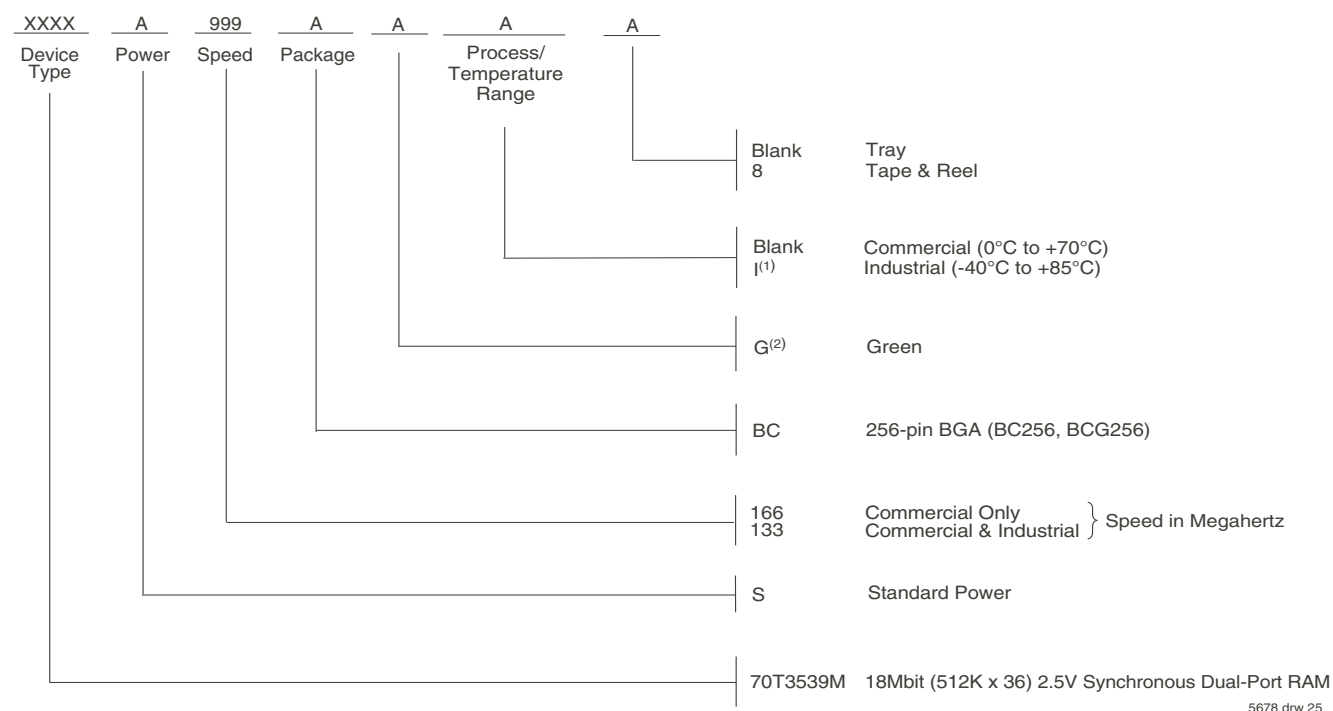 XXXX A 999 A A A A
Device Type Power Speed Package Process/ Temperature Range
Blank Tray
8 Tape & Reel
Blank Commercial (0°C to +70°C)
I(1) Industrial (-40°C to +85°C)
G(2) Green
BC 256-pin BGA (BC256, BCG256)
166 Commercial Only
133 Commercial & Industrial
Speed in Megahertz
S Standard Power
70T3539M 18Mbit (512K x 36) 2.5V Synchronous Dual-Port RAM
5678 drw 25